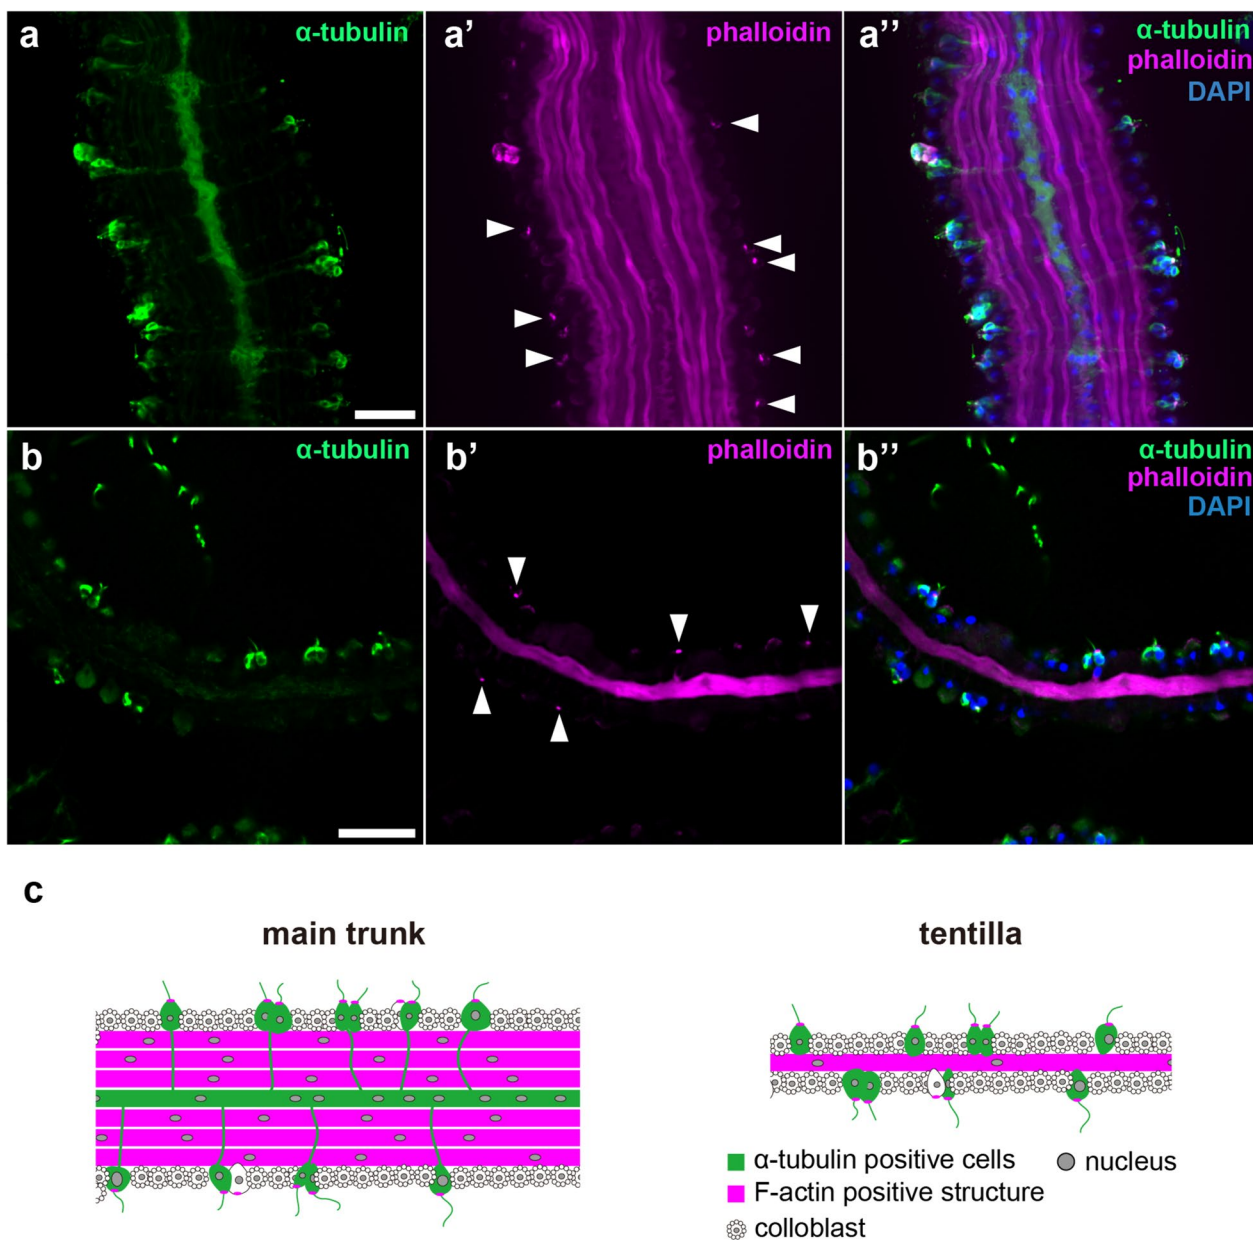 a
α-tubulin
a'
phalloidin
a''
α-tubulin
phalloidin
DAPI
b
α-tubulin
b'
phalloidin
b''
α-tubulin
phalloidin
DAPI
c
main trunk
tentilla
α-tubulin positive cells
nucleus
F-actin positive structure
colloblast